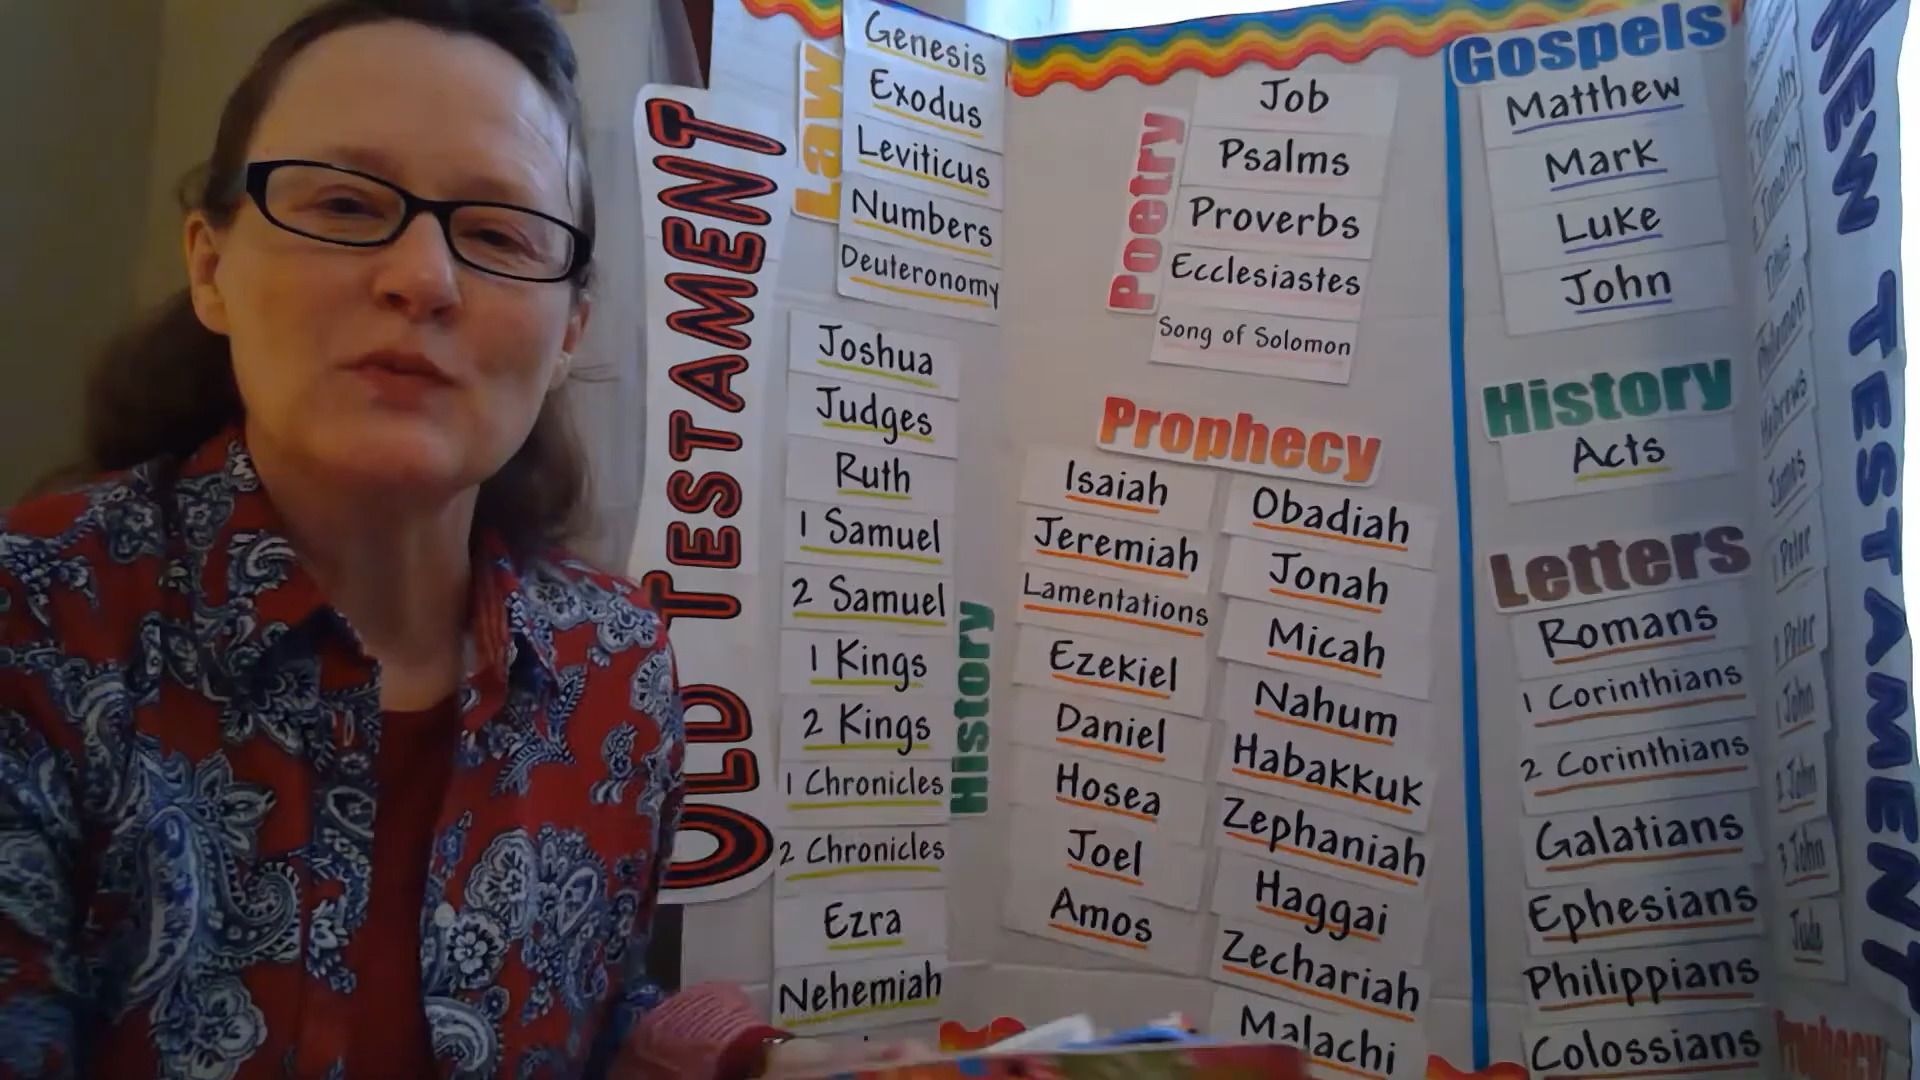 OLD TESTAMENT
Law
Genesis
Exodus
Leviticus
Numbers
Deuteronomy
History
Joshua
Judges
Ruth
1 Samuel
2 Samuel
1 Kings
2 Kings
1 Chronicles
2 Chronicles
Ezra
Nehemiah
Poetry
Job
Psalms
Proverbs
Ecclesiastes
Song of Solomon
Prophecy
Isaiah
Jeremiah
Lamentations
Ezekiel
Daniel
Hosea
Joel
Amos
Obadiah
Jonah
Micah
Nahum
Habakkuk
Zephaniah
Haggai
Zechariah
Malachi
NEW TESTAMENT
Gospels
Matthew
Mark
Luke
John
History
Acts
Letters
Romans
1 Corinthians
2 Corinthians
Galatians
Ephesians
Philippians
Colossians
Timothy
Timothy
Titus
Philemon
Hebrews
James
1 Peter
2 Peter
1 John
2 John
3 John
Jude
Prophecy